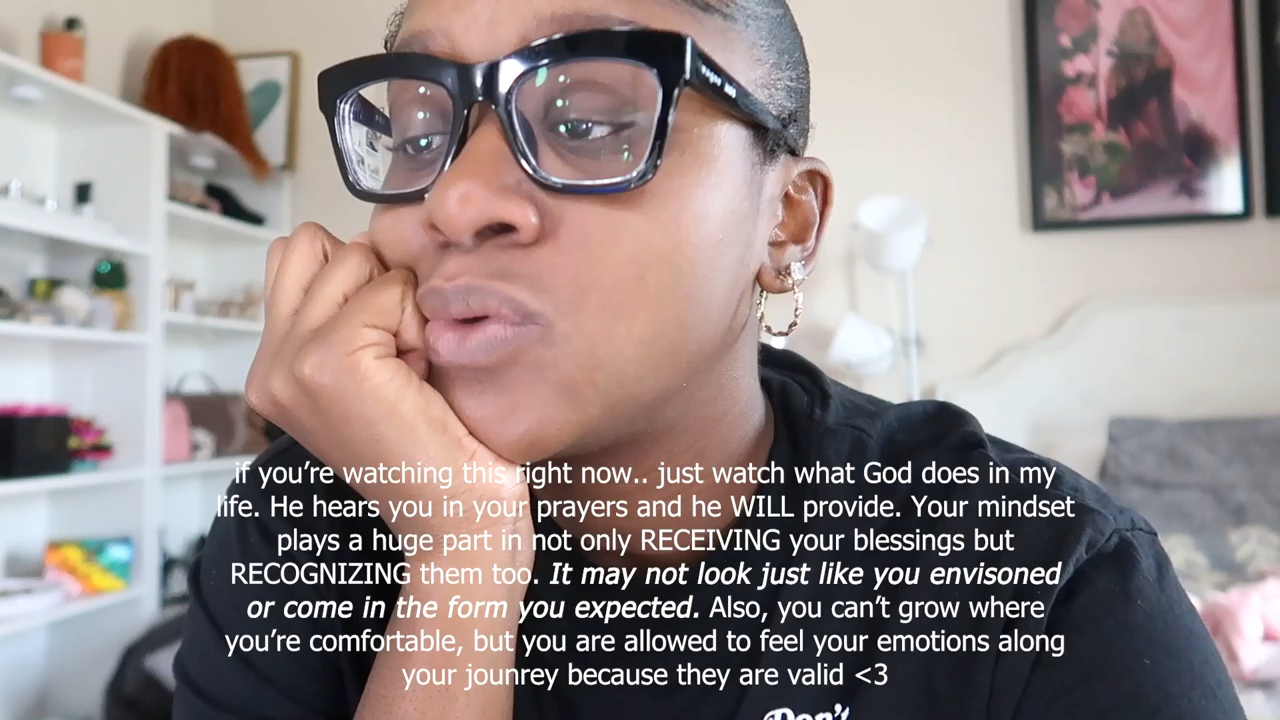 if you’re watching this right now.. just watch what God does in my
life. He hears you in your prayers and he WILL provide. Your mindset
plays a huge part in not only RECEIVING your blessings but
RECOGNIZING them too. It may not look just like you envisoned
or come in the form you expected. Also, you can’t grow where
you’re comfortable, but you are allowed to feel your emotions along
your jounrey because they are valid <3
Don't